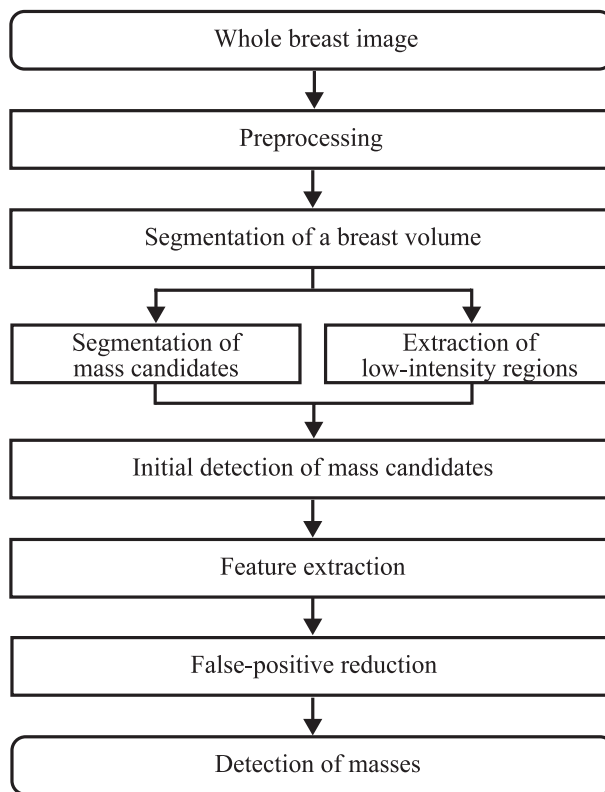 Whole breast image
Preprocessing
Segmentation of a breast volume
Segmentation of
mass candidates
Extraction of
low-intensity regions
Initial detection of mass candidates
Feature extraction
False-positive reduction
Detection of masses